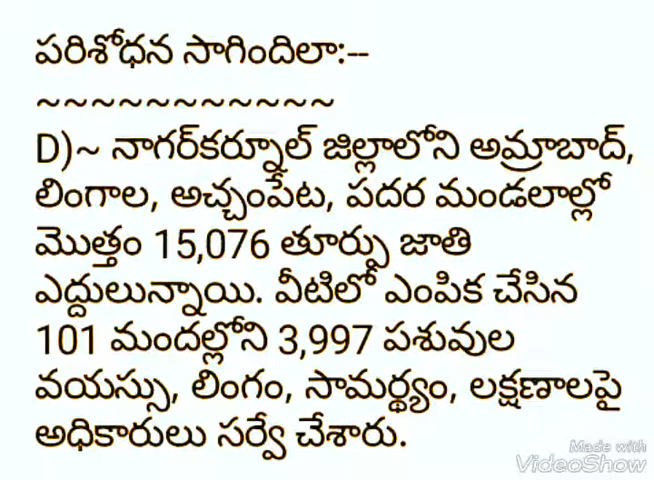 పరిశోధన సాగిందిలా:--
~~~~~~~~~~~
D)~ నాగర్‌కర్నూల్ జిల్లాలోని అమ్రాబాద్,
లింగాల, అచ్చంపేట, పదర మండలాల్లో
మొత్తం 15,076 తూర్పు జాతి
ఎద్దులున్నాయి. వీటిలో ఎంపిక చేసిన
101 మందల్లోని 3,997 పశువుల
వయస్సు, లింగం, సామర్థ్యం, లక్షణాలపై
అధికారులు సర్వే చేశారు.
Made with
VideoShow